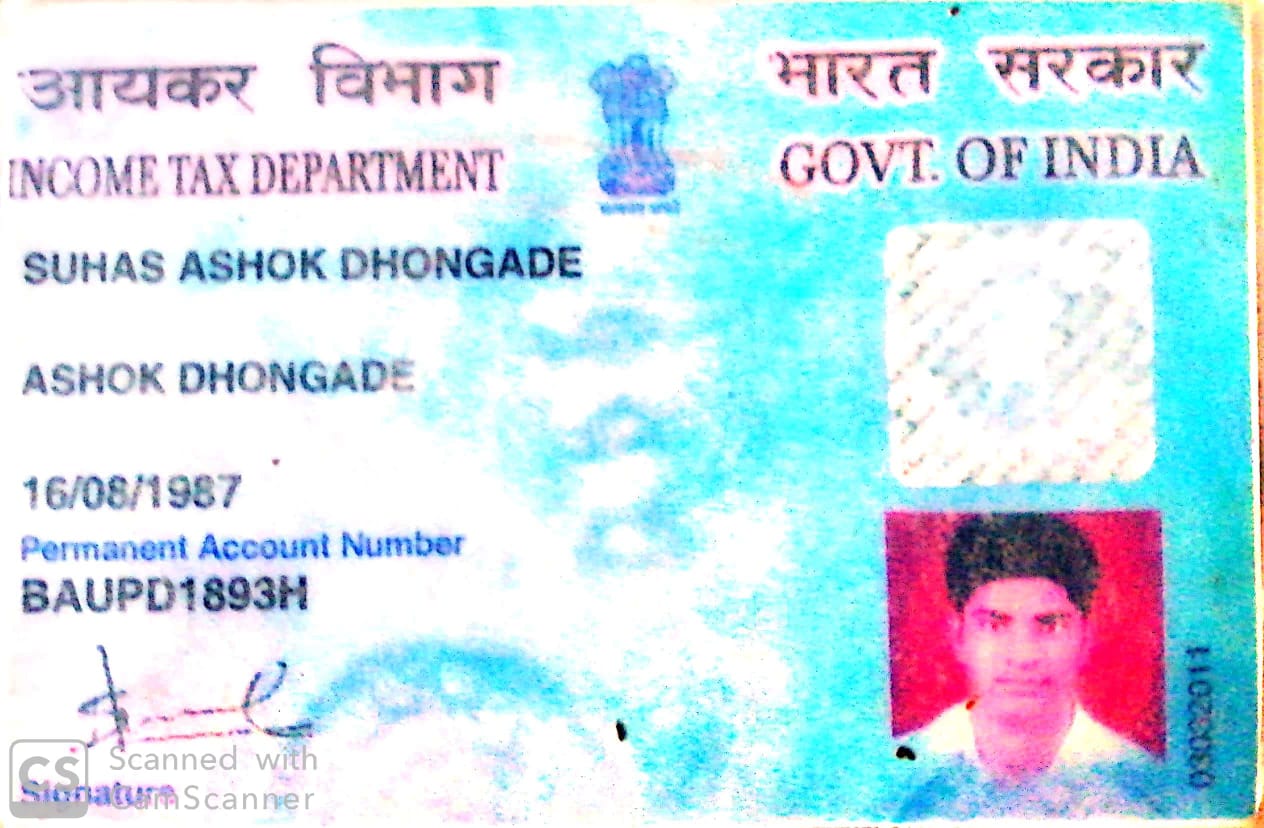 आयकर विभाग
INCOME TAX DEPARTMENT
भारत सरकार
GOVT. OF INDIA
SUHAS ASHOK DHONGADE
ASHOK DHONGADE
16/08/1987
Permanent Account Number
BAUPD1893H
Signature
03032011
CS
Scanned with
CamScanner